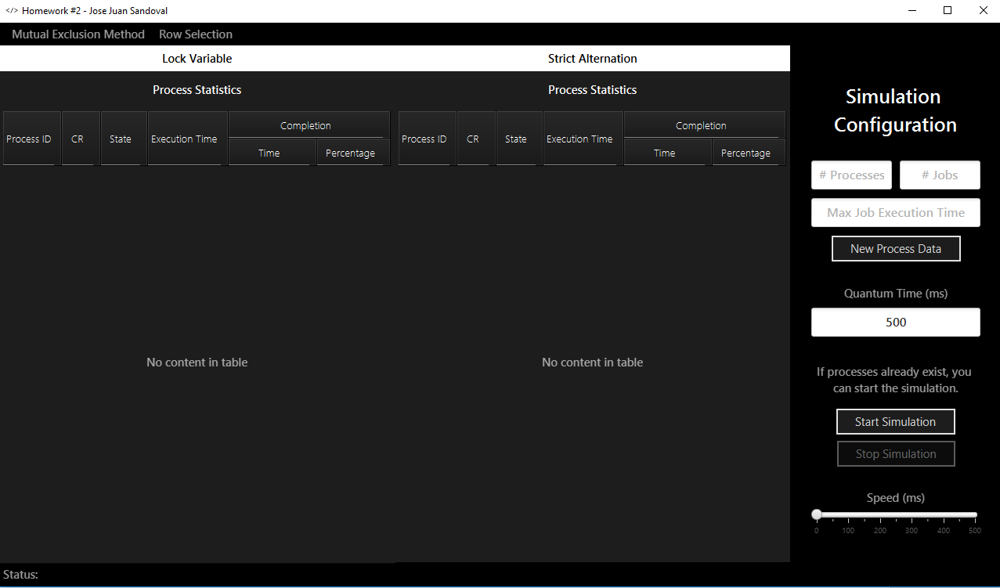 </> Homework #2 - Jose Juan Sandoval
Mutual Exclusion Method Row Selection
Lock Variable
Process Statistics
Process ID CR State Execution Time Completion
Time Percentage
No content in table
Strict Alternation
Process Statistics
Process ID CR State Execution Time Completion
Time Percentage
No content in table
Simulation
Configuration
# Processes # Jobs
Max Job Execution Time
New Process Data
Quantum Time (ms)
500
If processes already exist, you
can start the simulation.
Start Simulation
Stop Simulation
Speed (ms)
0 100 200 300 400 500
Status: